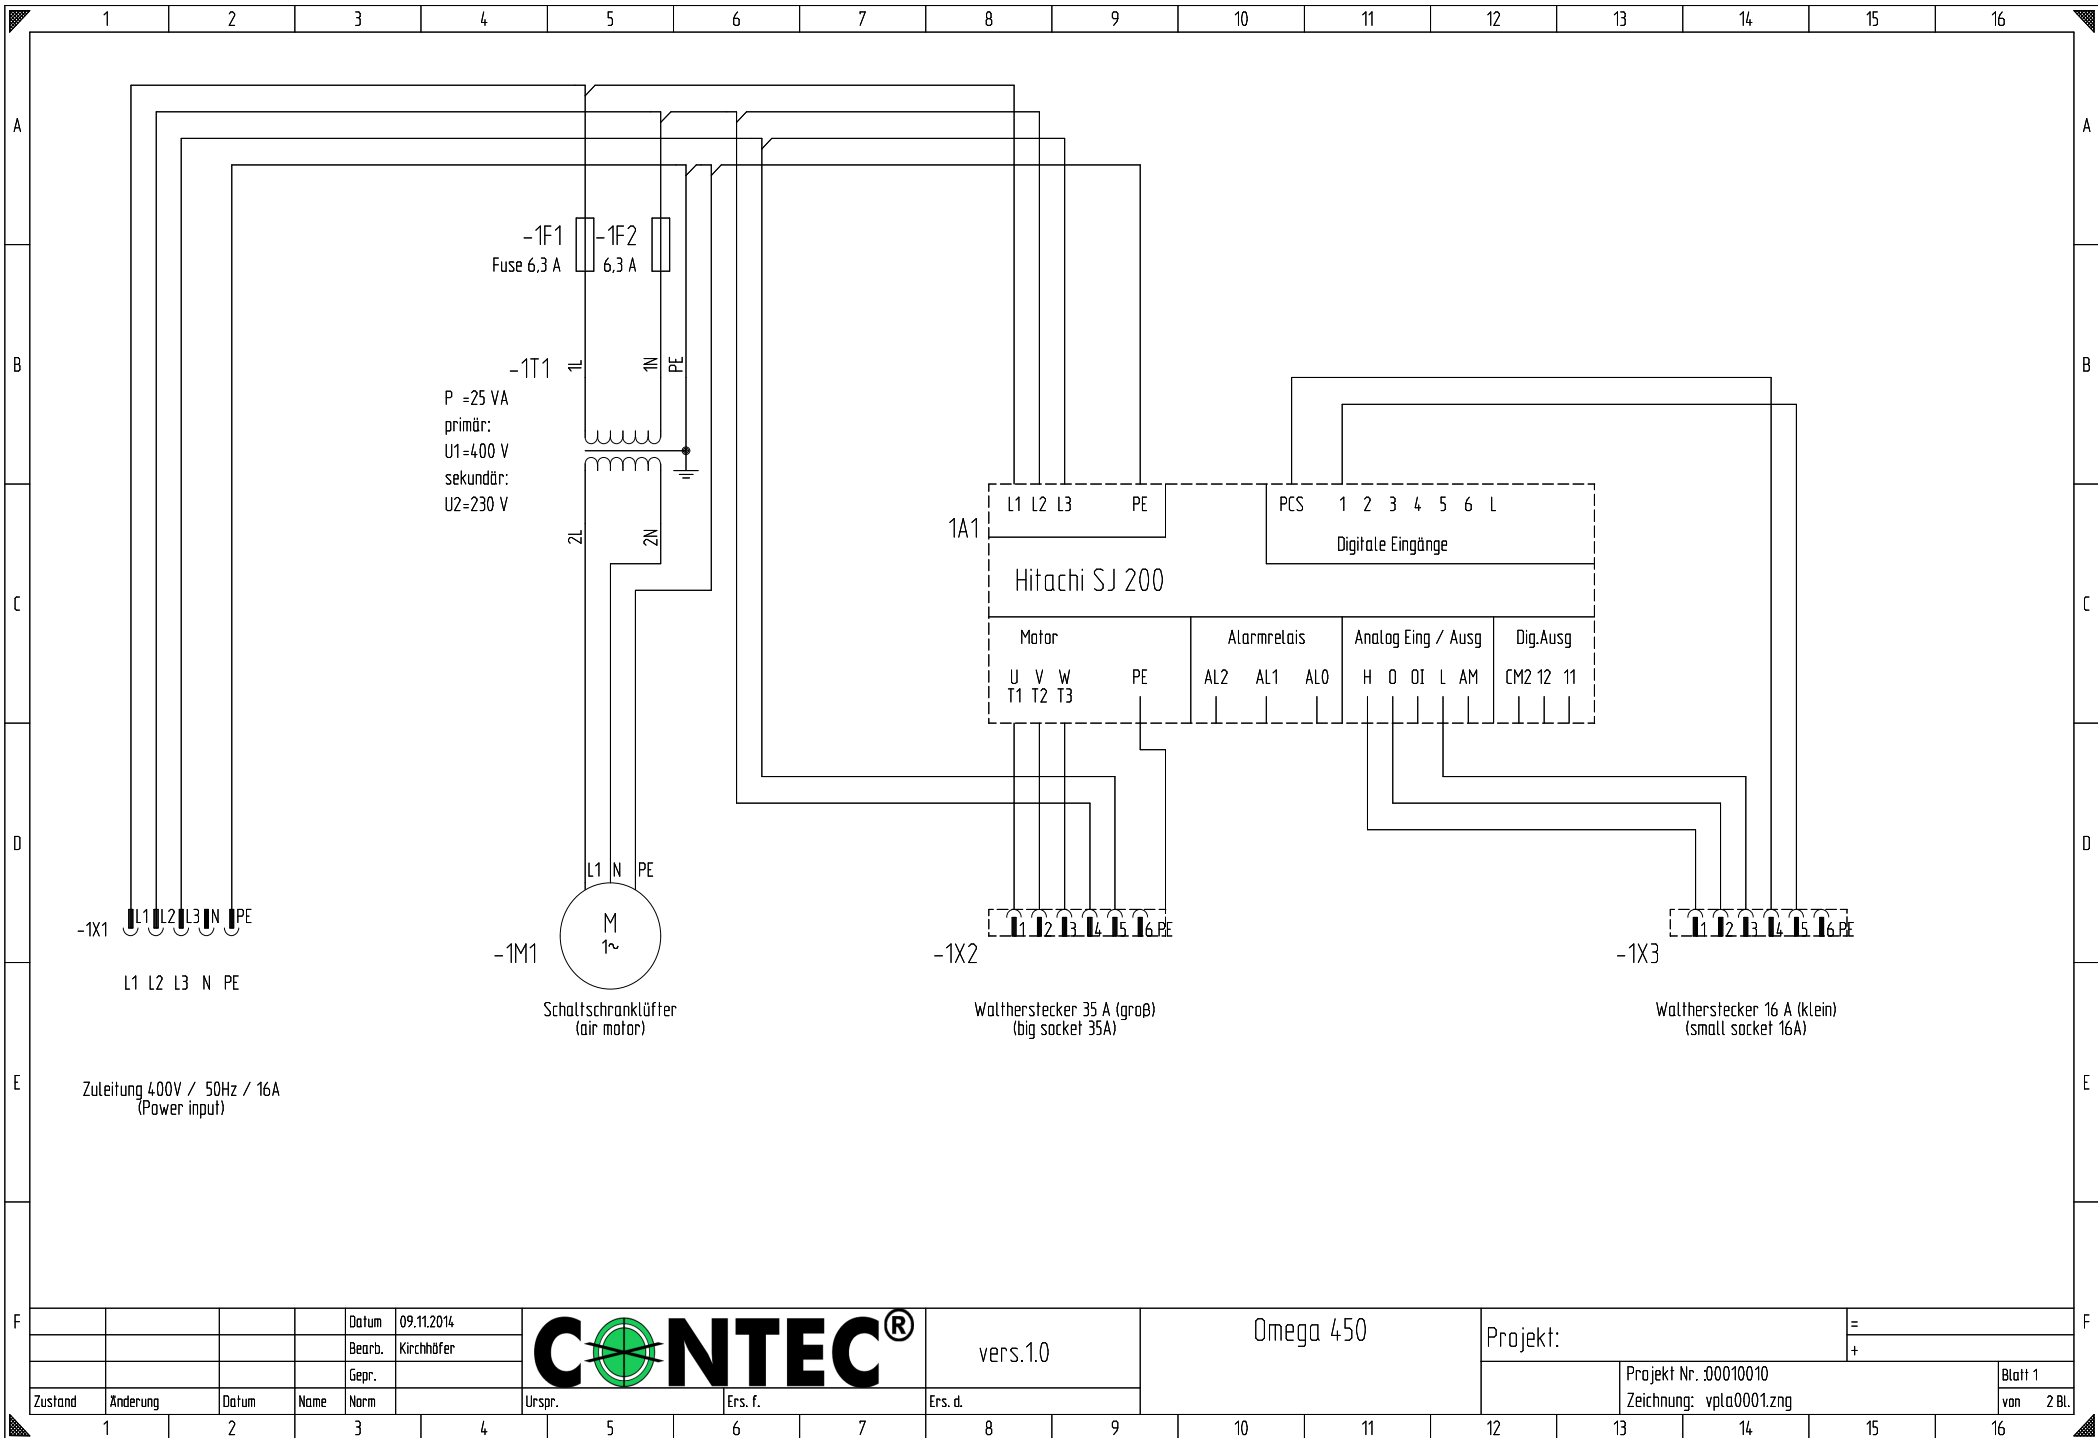 1 2 3 4 5 6 7 8 9 10 11 12 13 14 15 16
A A
-1F1 -1F2
Fuse 6,3 A 6,3 A
B B
-1T1 1L 1N PE
P =25 VA
primär:
U1=400 V
sekundär:
U2=230 V
2L 2N
1A1
L1 L2 L3 PE
PCS 1 2 3 4 5 6 L
Digitale Eingänge
Hitachi SJ 200
C C
Motor
Alarmrelais
Analog Eing / Ausg
Dig.Ausg
U V W PE
T1 T2 T3
AL2 AL1 AL0
H O OI L AM
CM2 12 11
D D
L1 N PE
M
1~
-1M1
Schaltschranklüfter
(air motor)
-1X1
L1 L2 L3 N PE
L1 L2 L3 N PE
-1X2
1 2 3 4 5 6 PE
Waltherstecker 35 A (groß)
(big socket 35A)
-1X3
1 2 3 4 5 6 PE
Waltherstecker 16 A (klein)
(small socket 16A)
E E
Zuleitung 400V / 50Hz / 16A
(Power input)
F F
Datum 09.11.2014
Bearb. Kirchhöfer
Gepr.
Zustand Änderung Datum Name Norm
CONTEC®
Urspr. Ers. f. Ers. d.
vers.1.0
Omega 450
Projekt:
=
+
Projekt Nr. :00010010
Zeichnung: vpla0001.zng
Blatt 1
von 2 Bl.
1 2 3 4 5 6 7 8 9 10 11 12 13 14 15 16